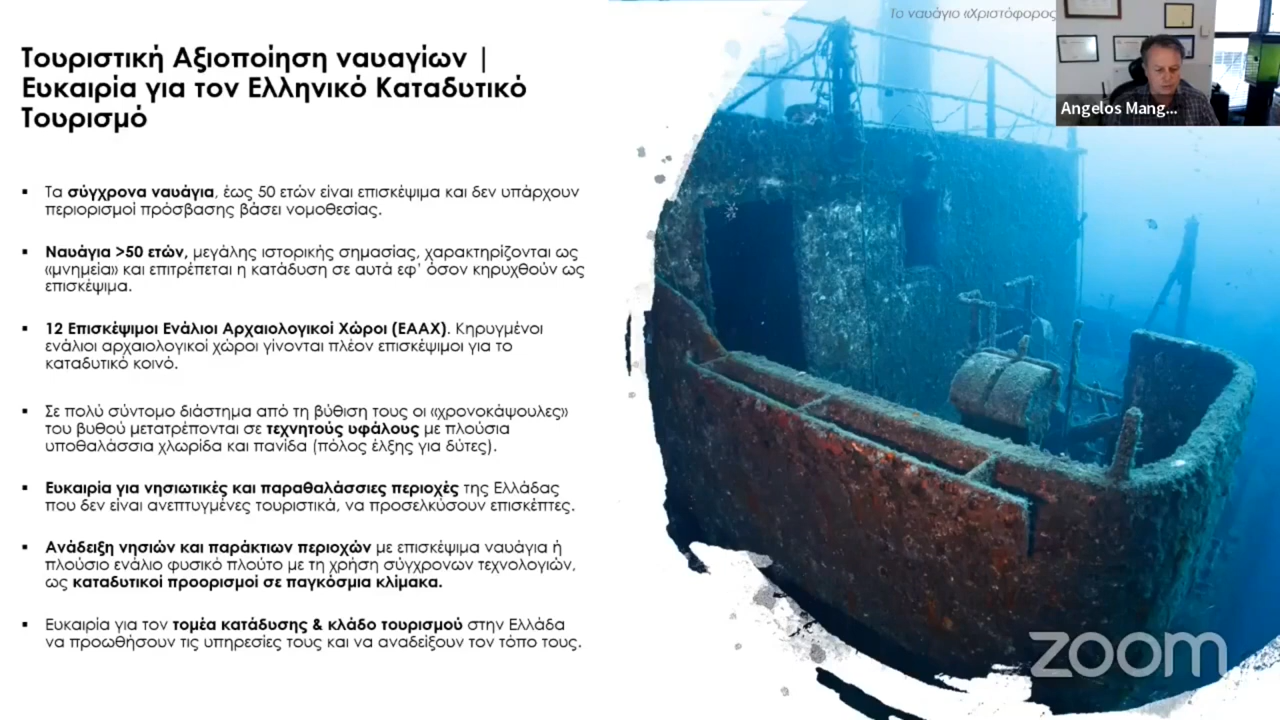 Τουριστική Αξιοποίηση ναυαγίων |
Ευκαιρία για τον Ελληνικό Καταδυτικό
Τουρισμό
▪ Τα σύγχρονα ναυάγια, έως 50 ετών είναι επισκέψιμα και δεν υπάρχουν
περιορισμοί πρόσβασης βάσει νομοθεσίας.
▪ Ναυάγια >50 ετών, μεγάλης ιστορικής σημασίας, χαρακτηρίζονται ως
«μνημεία» και επιτρέπεται η κατάδυση σε αυτά εφ' όσον κηρυχθούν ως
επισκέψιμα.
▪ 12 Επισκέψιμοι Ενάλιοι Αρχαιολογικοί Χώροι (ΕΑΑΧ). Κηρυγμένοι
ενάλιοι αρχαιολογικοί χώροι γίνονται πλέον επισκέψιμοι για το
καταδυτικό κοινό.
▪ Σε πολύ σύντομο διάστημα από τη βύθιση τους οι «χρονοκάψουλες»
του βυθού μετατρέπονται σε τεχνητούς υφάλους με πλούσια
υποθαλάσσια χλωρίδα και πανίδα (πόλος έλξης για δύτες).
▪ Ευκαιρία για νησιωτικές και παραθαλάσσιες περιοχές της Ελλάδας
που δεν είναι ανεπτυγμένες τουριστικά, να προσελκύσουν επισκέπτες.
▪ Ανάδειξη νησιών και παράκτιων περιοχών με επισκέψιμα ναυάγια ή
πλούσιο ενάλιο φυσικό πλούτο με τη χρήση σύγχρονων τεχνολογιών,
ως καταδυτικοί προορισμοί σε παγκόσμια κλίμακα.
▪ Ευκαιρία για τον τομέα κατάδυσης & κλάδο τουρισμού στην Ελλάδα
να προωθήσουν τις υπηρεσίες τους και να αναδείξουν τον τόπο τους.
Το ναυάγιο «Χριστόφορος
Angelos Mang...
zoom